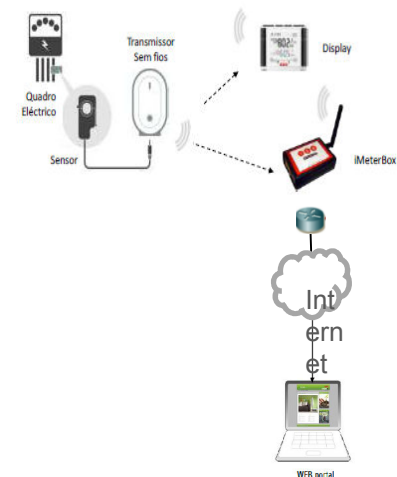 Transmissor
Sem fios
Display
Quadro
Eléctrico
Sensor
iMeterBox
Int
ern
et
WEB portal